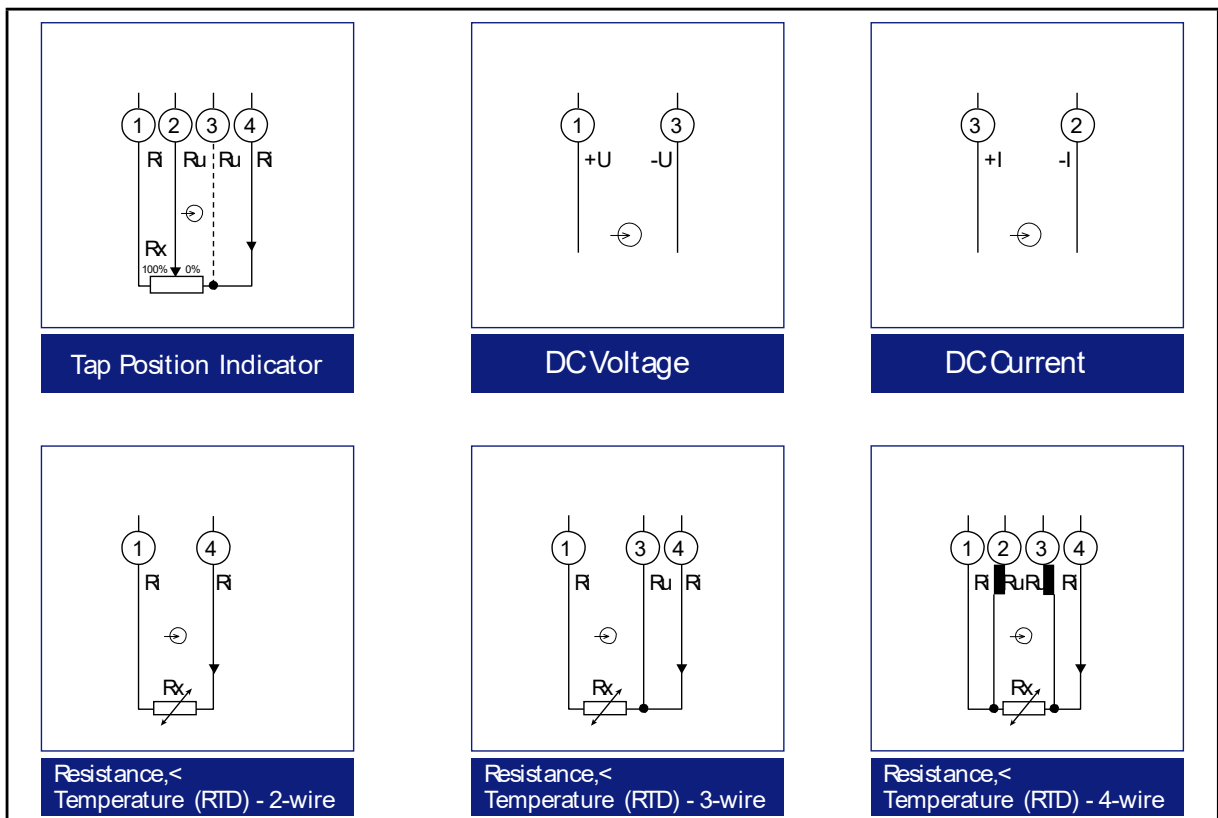 1 2 3 4
Ri Ru Ru Ri
Rx
100% 0%
Tap Position Indicator
1 3
+U -U
DC Voltage
3 2
+I -I
DC Current
1 4
Ri Ri
Rx
Resistance,<
Temperature (RTD) - 2-wire
1 3 4
Ri Ru Ri
Rx
Resistance,<
Temperature (RTD) - 3-wire
1 2 3 4
Ri Ru Ru Ri
Rx
Resistance,<
Temperature (RTD) - 4-wire